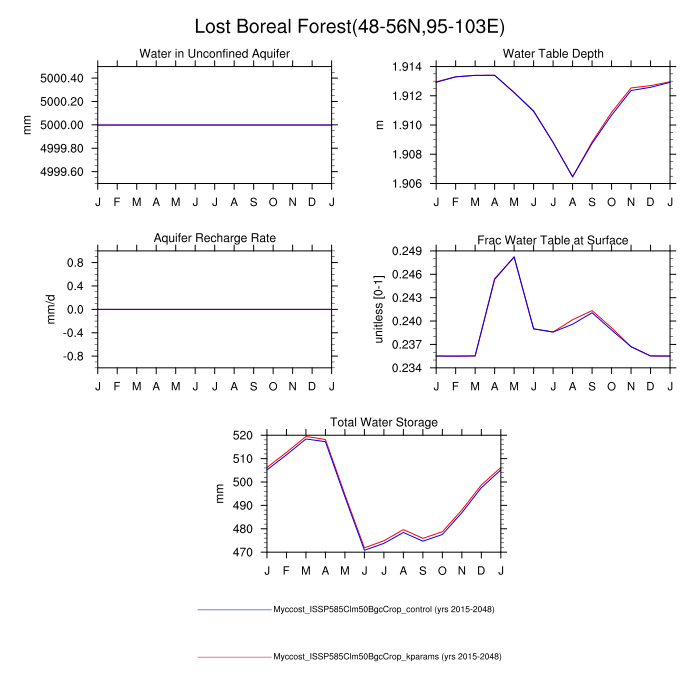 Lost Boreal Forest(48-56N,95-103E)
Water in Unconfined Aquifer
5000.40
5000.20
5000.00
4999.80
4999.60
mm
J F M A M J J A S O N D J
Water Table Depth
1.914
1.912
1.910
1.908
1.906
m
J F M A M J J A S O N D J
Aquifer Recharge Rate
0.8
0.4
0.0
-0.4
-0.8
mm/d
J F M A M J J A S O N D J
Frac Water Table at Surface
0.249
0.246
0.243
0.240
0.237
0.234
unitless [0-1]
J F M A M J J A S O N D J
Total Water Storage
520
510
500
490
480
470
mm
J F M A M J J A S O N D J
Myccost_ISSP585Clm50BgcCrop_control (yrs 2015-2048)
Myccost_ISSP585Clm50BgcCrop_kparams (yrs 2015-2048)